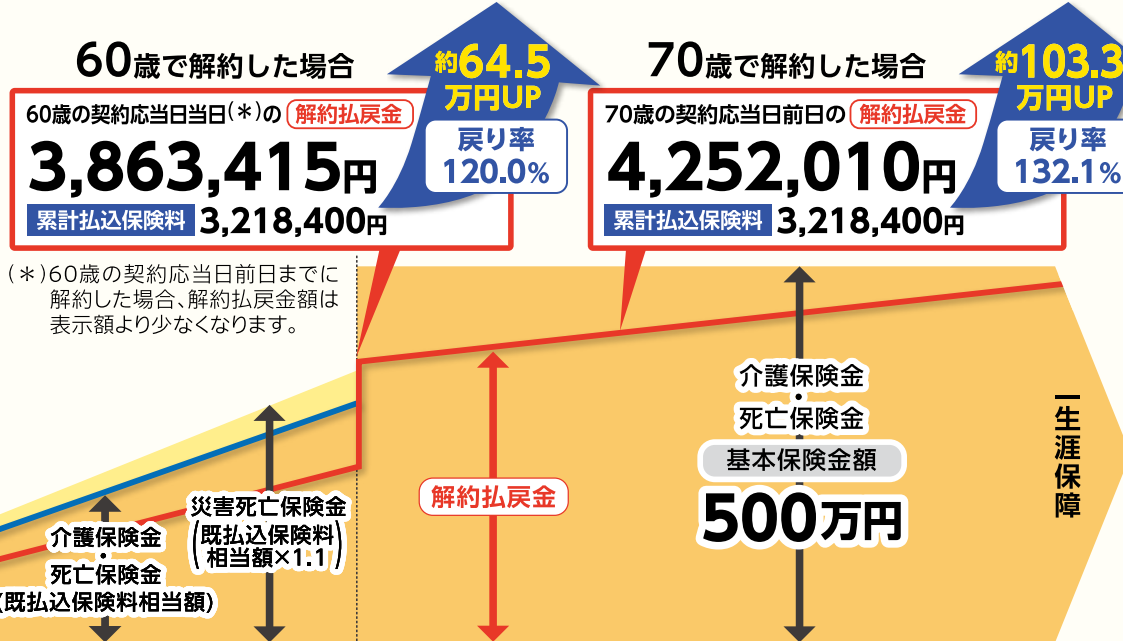 60歳で解約した場合
約64.5
万円UP
60歳の契約応当日当日(＊)の 解約払戻金
3,863,415円
戻り率
120.0%
累計払込保険料 3,218,400円
70歳で解約した場合
約103.3
万円UP
70歳の契約応当日前日の 解約払戻金
4,252,010円
戻り率
132.1%
累計払込保険料 3,218,400円
(＊)60歳の契約応当日前日までに
解約した場合、解約払戻金額は
表示額より少なくなります。
介護保険金
・
死亡保険金
(既払込保険料相当額)
災害死亡保険金
(既払込保険料
相当額×1.1)
解約払戻金
介護保険金
・
死亡保険金
基本保険金額
500万円
一生涯保障